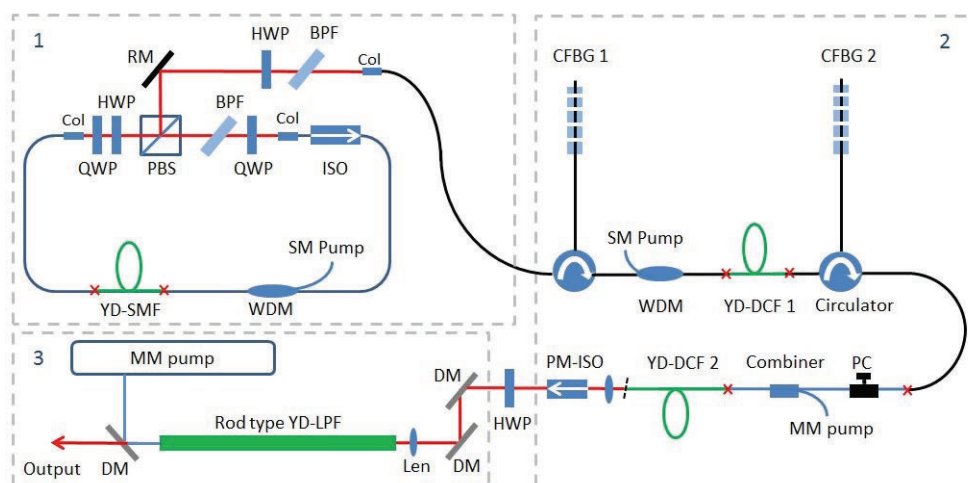 1
RM
HWP
BPF
Col
HWP
Col
BPF
Col
QWP
PBS
QWP
ISO
SM Pump
YD-SMF
WDM
2
CFBG 1
CFBG 2
SM Pump
WDM
YD-DCF 1
Circulator
PM-ISO
YD-DCF 2
Combiner
PC
HWP
MM pump
3
MM pump
DM
Rod type YD-LPF
Output
DM
Len
DM